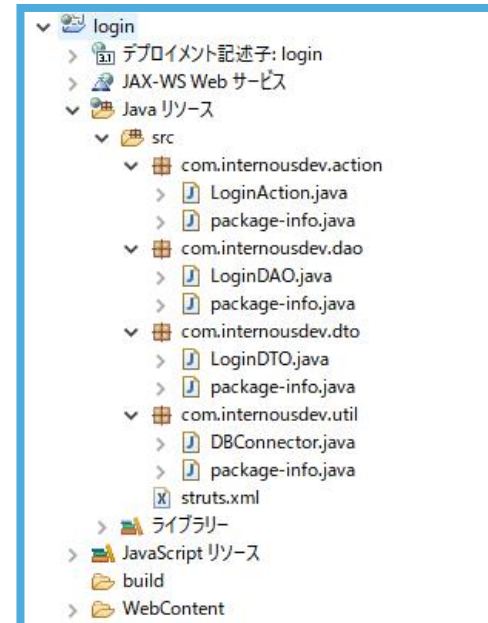 login
デプロイメント記述子: login
JAX-WS Web サービス
Java リソース
src
com.internousdev.action
LoginAction.java
package-info.java
com.internousdev.dao
LoginDAO.java
package-info.java
com.internousdev.dto
LoginDTO.java
package-info.java
com.internousdev.util
DBConnector.java
package-info.java
struts.xml
ライブラリー
JavaScript リソース
build
WebContent